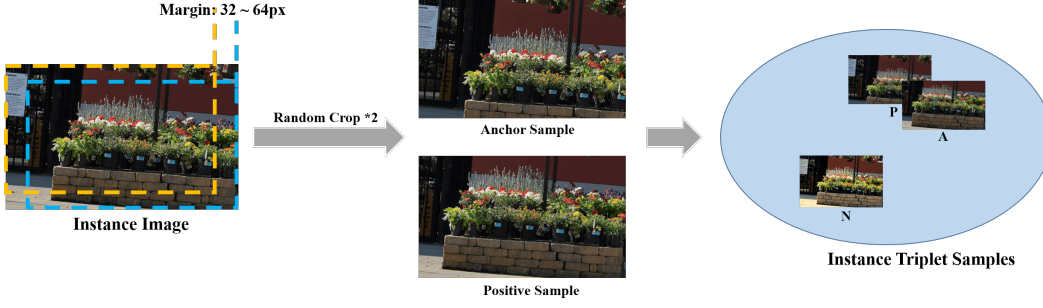 Margin: 32 ~ 64px
Instance Image
Random Crop *2
Anchor Sample
Positive Sample
P
A
N
Instance Triplet Samples